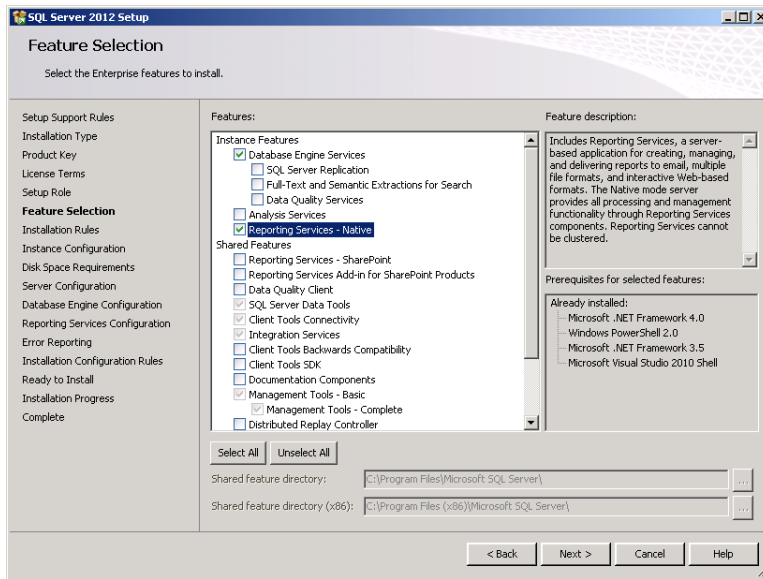 SQL Server 2012 Setup
Feature Selection
Select the Enterprise features to install.
Setup Support Rules
Installation Type
Product Key
License Terms
Setup Role
Feature Selection
Installation Rules
Instance Configuration
Disk Space Requirements
Server Configuration
Database Engine Configuration
Reporting Services Configuration
Error Reporting
Installation Configuration Rules
Ready to Install
Installation Progress
Complete
Features:
Instance Features
Database Engine Services
SQL Server Replication
Full-Text and Semantic Extractions for Search
Data Quality Services
Analysis Services
Reporting Services - Native
Shared Features
Reporting Services - SharePoint
Reporting Services Add-in for SharePoint Products
Data Quality Client
SQL Server Data Tools
Client Tools Connectivity
Integration Services
Client Tools Backwards Compatibility
Client Tools SDK
Documentation Components
Management Tools - Basic
Management Tools - Complete
Distributed Replay Controller
Feature description:
Includes Reporting Services, a server-
based application for creating, managing,
and delivering reports to email, multiple
file formats, and interactive Web-based
formats. The Native mode server
provides all processing and management
functionality through Reporting Services
components. Reporting Services cannot
be clustered.
Prerequisites for selected features:
Already installed:
Microsoft .NET Framework 4.0
Windows PowerShell 2.0
Microsoft .NET Framework 3.5
Microsoft Visual Studio 2010 Shell
Select All
Unselect All
Shared feature directory:
C:\Program Files\Microsoft SQL Server\
...
Shared feature directory (x86):
C:\Program Files (x86)\Microsoft SQL Server\
...
< Back
Next >
Cancel
Help